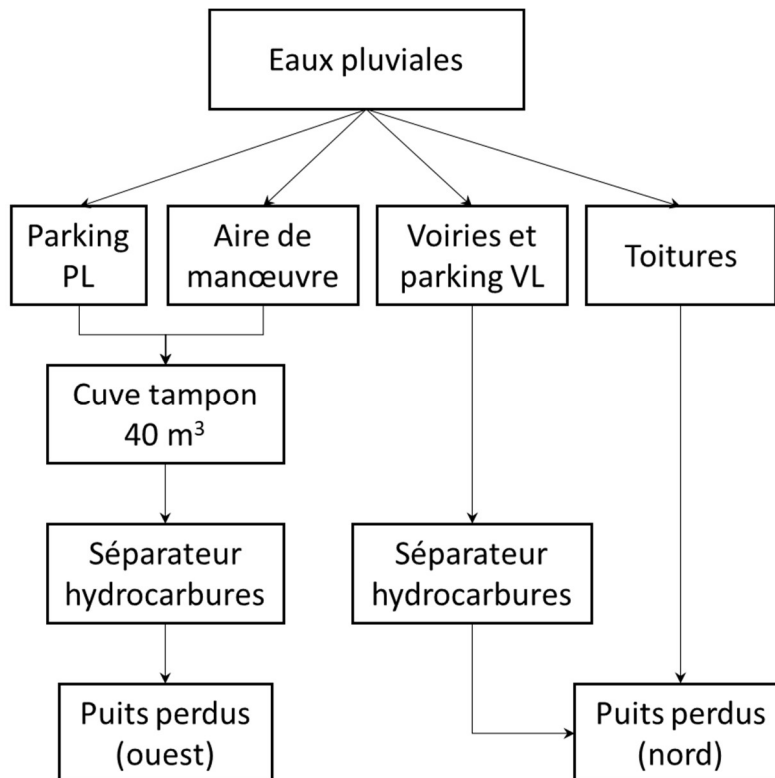 Eaux pluviales
Parking
PL
Aire de
manœuvre
Voiries et
parking VL
Toitures
Cuve tampon
40 m³
Séparateur
hydrocarbures
Séparateur
hydrocarbures
Puits perdus
(ouest)
Puits perdus
(nord)